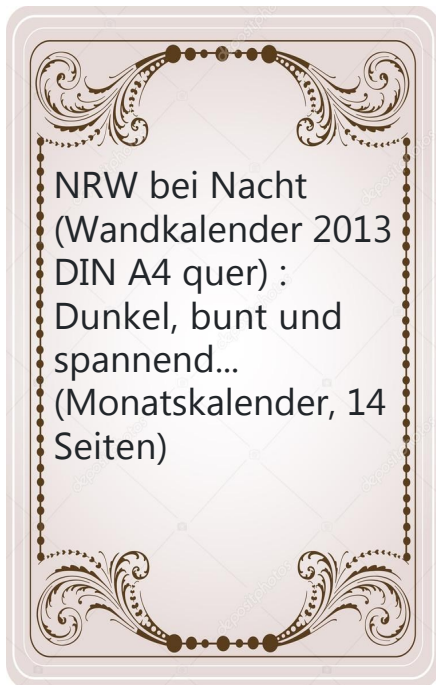 NRW bei Nacht
(Wandkalender 2013
DIN A4 quer) :
Dunkel, bunt und
spannend...
(Monatskalender, 14
Seiten)